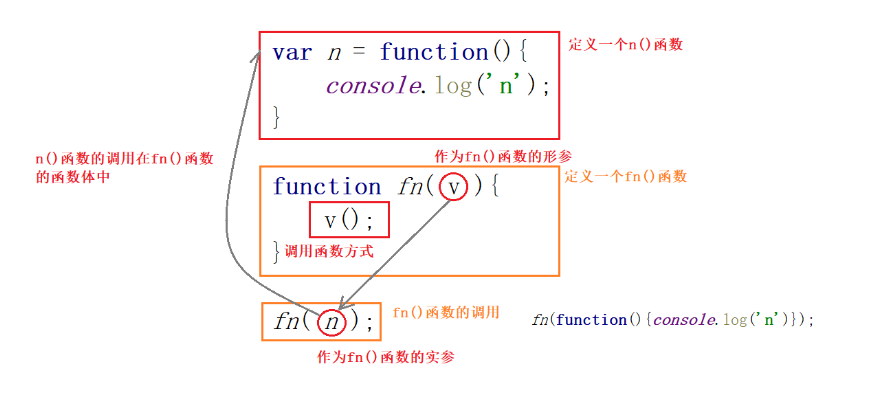 var n = function(){
定义一个n()函数
console.log('n');
}
n()函数的调用在fn()函数
的函数体中
作为fn()函数的形参
function fn( v ){
定义一个fn()函数
v();
}调用函数方式
fn( n );
fn()函数的调用
fn(function(){console.log('n')});
作为fn()函数的实参